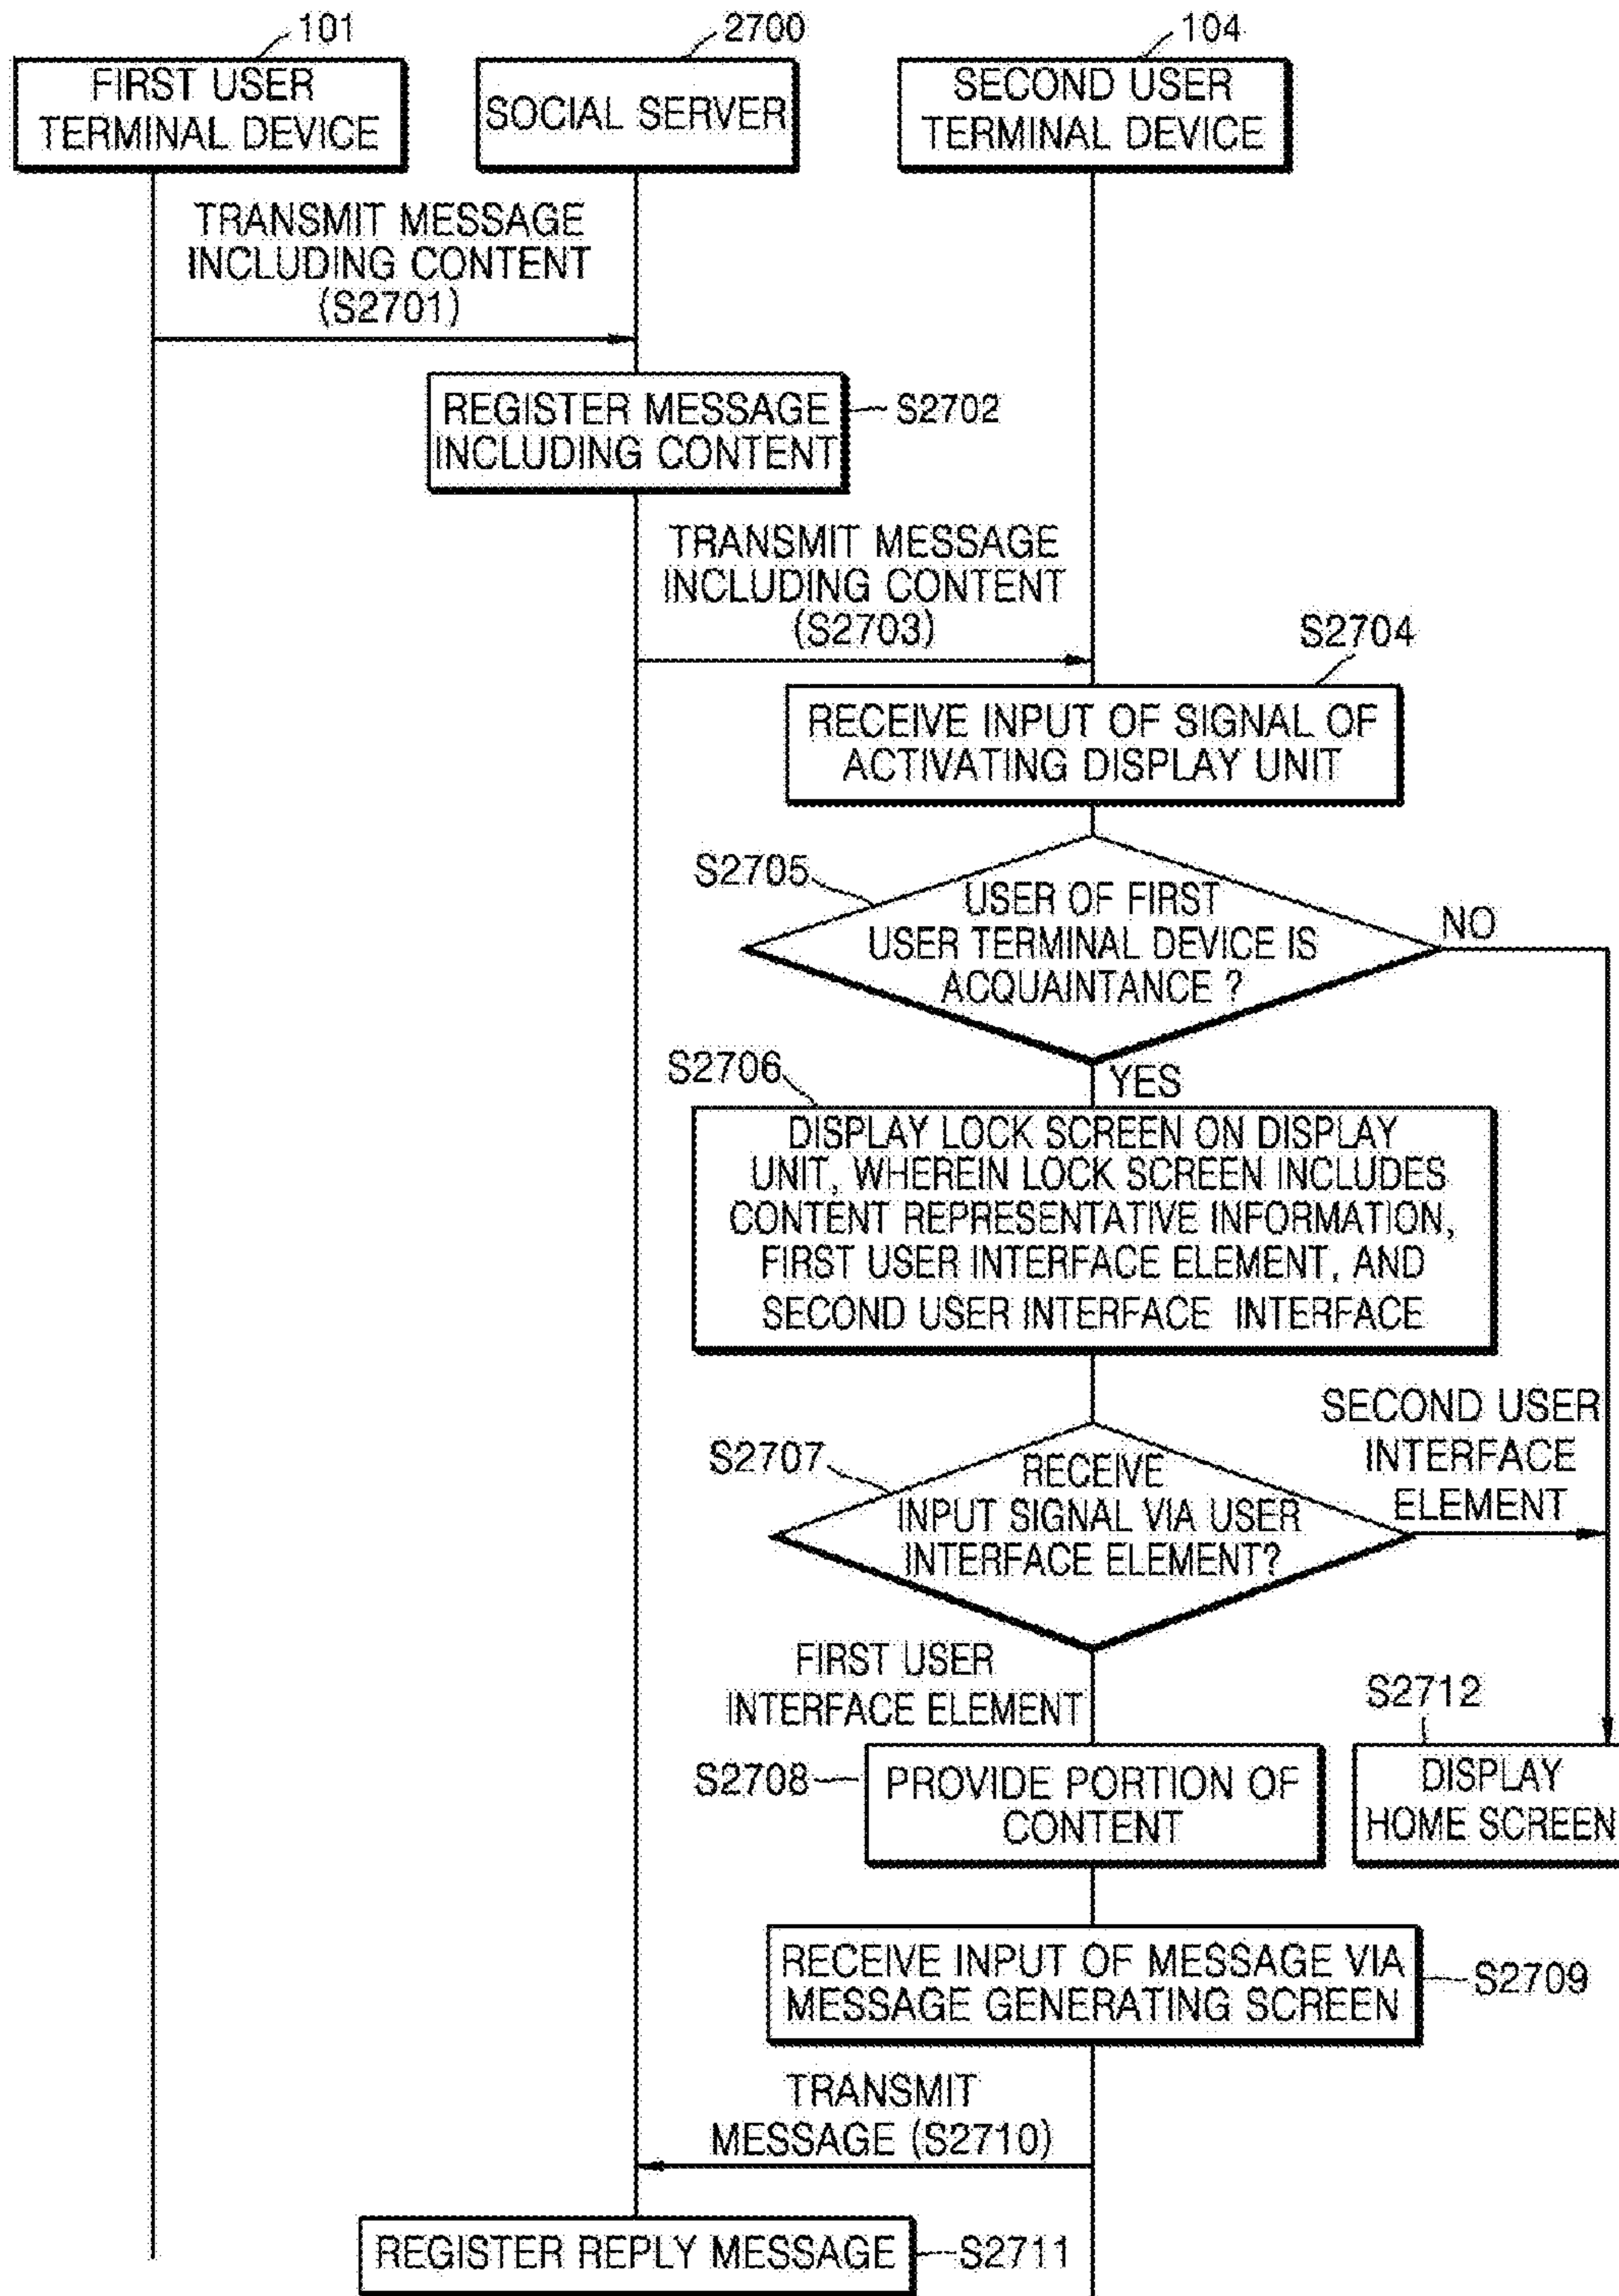 101
2700
104
FIRST USER
TERMINAL DEVICE
SOCIAL SERVER
SECOND USER
TERMINAL DEVICE
TRANSMIT MESSAGE
INCLUDING CONTENT
(S2701)
REGISTER MESSAGE
INCLUDING CONTENT
S2702
TRANSMIT MESSAGE
INCLUDING CONTENT
(S2703)
S2704
RECEIVE INPUT OF SIGNAL OF
ACTIVATING DISPLAY UNIT
S2705
USER OF FIRST
USER TERMINAL DEVICE IS
ACQUAINTANCE ?
NO
S2706
YES
DISPLAY LOCK SCREEN ON DISPLAY
UNIT, WHEREIN LOCK SCREEN INCLUDES
CONTENT REPRESENTATIVE INFORMATION,
FIRST USER INTERFACE ELEMENT, AND
SECOND USER INTERFACE INTERFACE
S2707
RECEIVE
INPUT SIGNAL VIA USER
INTERFACE ELEMENT?
SECOND USER
INTERFACE
ELEMENT
FIRST USER
INTERFACE ELEMENT
S2712
S2708
PROVIDE PORTION OF
CONTENT
DISPLAY
HOME SCREEN
RECEIVE INPUT OF MESSAGE VIA
MESSAGE GENERATING SCREEN
S2709
TRANSMIT
MESSAGE (S2710)
REGISTER REPLY MESSAGE
S2711